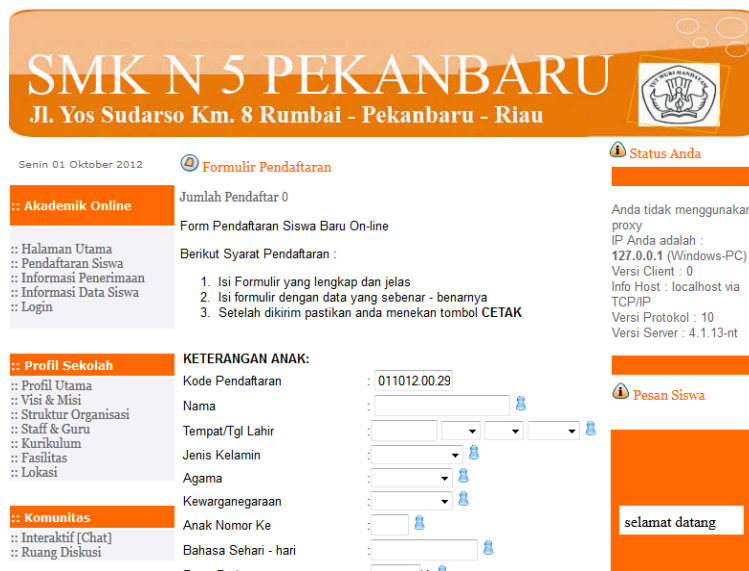 SMK N 5 PEKANBARU
Jl. Yos Sudarso Km. 8 Rumbai - Pekanbaru - Riau
Senin 01 Oktober 2012
:: Akademik Online
:: Halaman Utama
:: Pendaftaran Siswa
:: Informasi Penerimaan
:: Informasi Data Siswa
:: Login
:: Profil Sekolah
:: Profil Utama
:: Visi & Misi
:: Struktur Organisasi
:: Staff & Guru
:: Kurikulum
:: Fasilitas
:: Lokasi
:: Komunitas
:: Interaktif [Chat]
:: Ruang Diskusi
Formulir Pendaftaran
Jumlah Pendaftar 0
Form Pendaftaran Siswa Baru On-line
Berikut Syarat Pendaftaran :
1. Isi Formulir yang lengkap dan jelas
2. Isi formulir dengan data yang sebenar - benarnya
3. Setelah dikirim pastikan anda menekan tombol CETAK
KETERANGAN ANAK:
Kode Pendaftaran : 011012.00.29
Nama :
Tempat/Tgl Lahir :
Jenis Kelamin :
Agama :
Kewarganegaraan :
Anak Nomor Ke :
Bahasa Sehari - hari :
Status Anda
Anda tidak menggunakan
proxy
IP Anda adalah :
127.0.0.1 (Windows-PC)
Versi Client : 0
Info Host : localhost via
TCP/IP
Versi Protokol : 10
Versi Server : 4.1.13-nt
Pesan Siswa
selamat datang